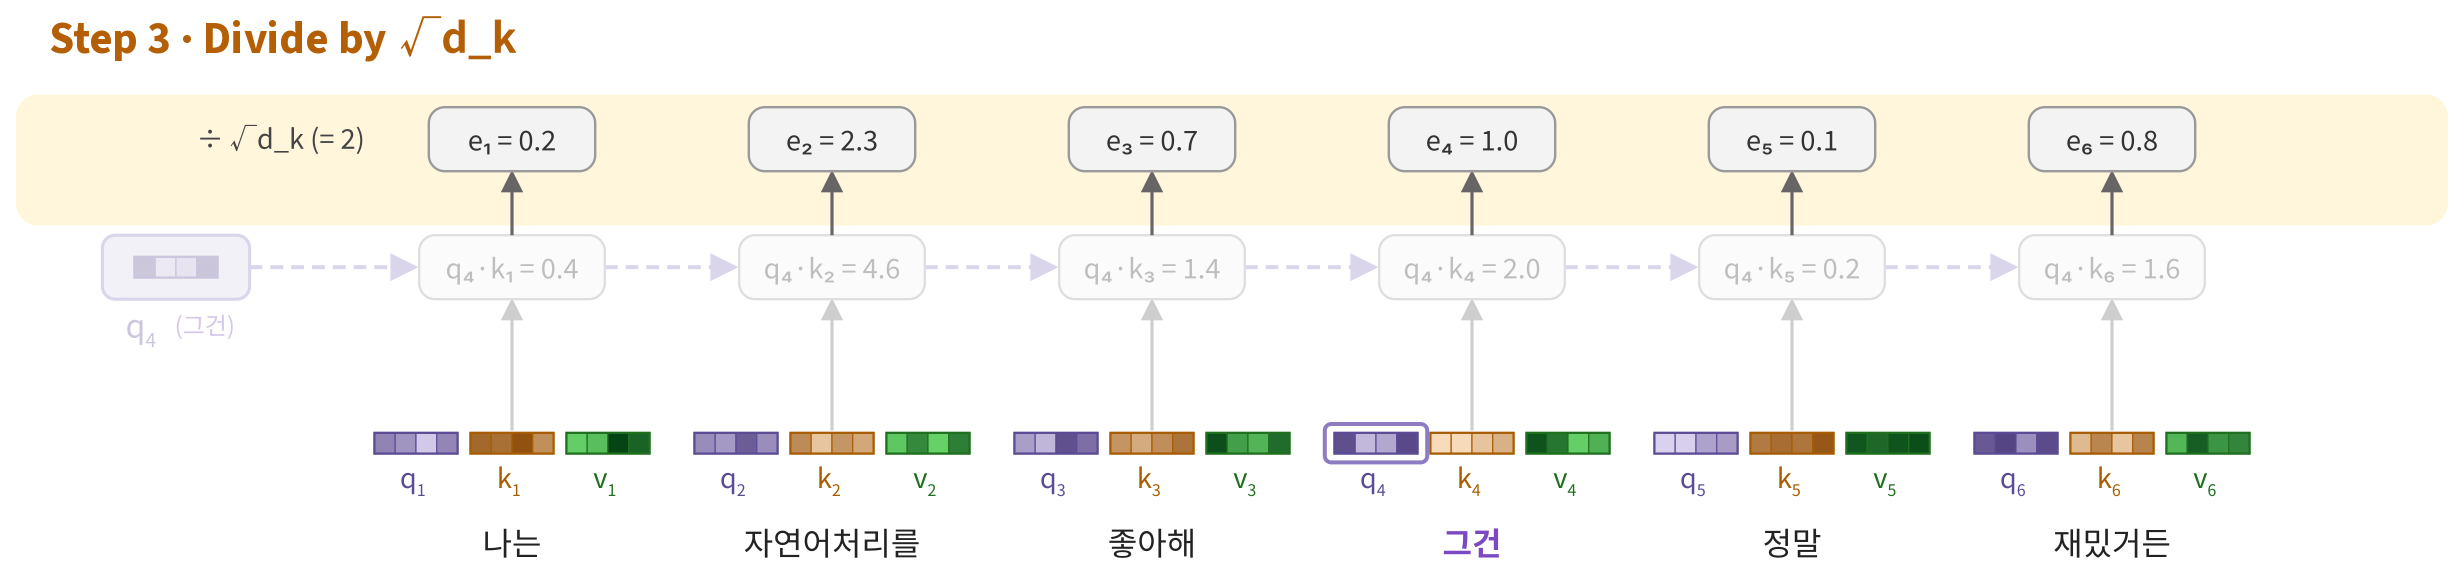 Step 3 · Divide by √d_k
÷ √d_k (= 2) e₁ = 0.2 e₂ = 2.3 e₃ = 0.7 e₄ = 1.0 e₅ = 0.1 e₆ = 0.8
q₄ · k₁ = 0.4 q₄ · k₂ = 4.6 q₄ · k₃ = 1.4 q₄ · k₄ = 2.0 q₄ · k₅ = 0.2 q₄ · k₆ = 1.6
q₄ (그건)
q₁ k₁ v₁ q₂ k₂ v₂ q₃ k₃ v₃ q₄ k₄ v₄ q₅ k₅ v₅ q₆ k₆ v₆
나는 자연어처리를 좋아해 그건 정말 재밌거든